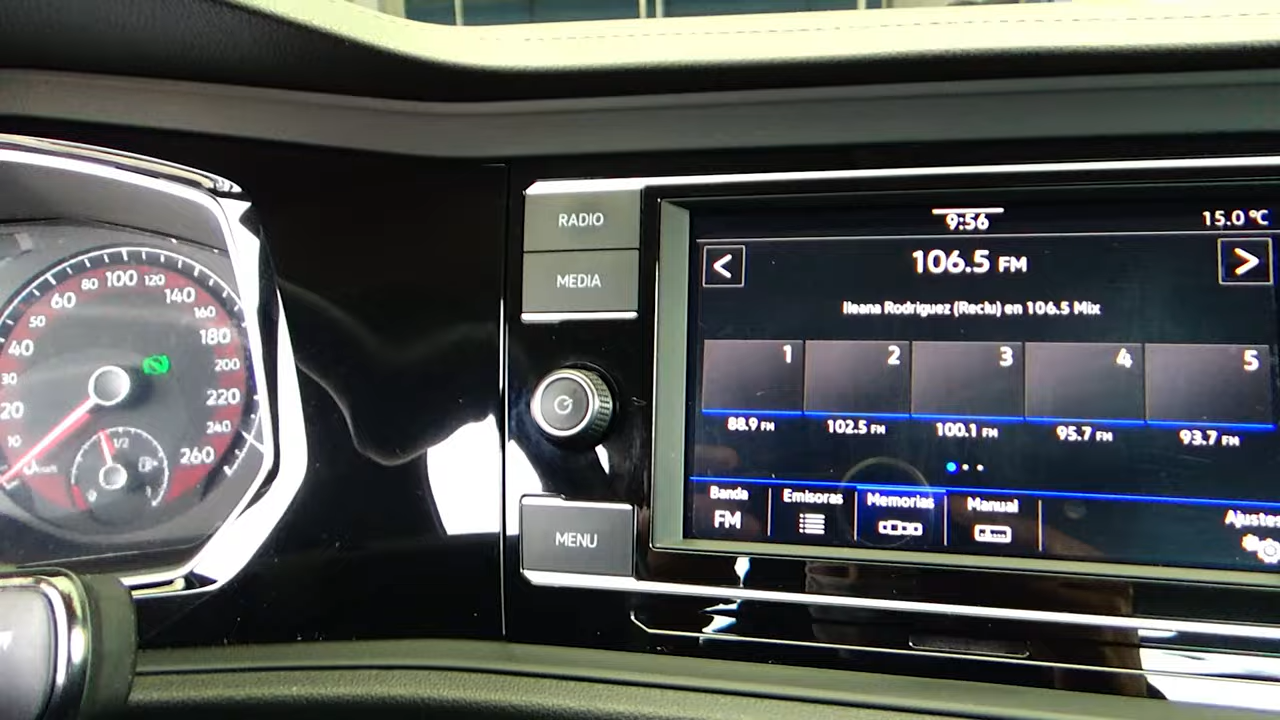 RADIO
MEDIA
MENU
9:56
15.0 °C
<
106.5 FM
>
Ileana Rodriguez (Reclu) en 106.5 Mix
1
2
3
4
5
88.9 FM
102.5 FM
100.1 FM
95.7 FM
93.7 FM
Banda
FM
Emisoras
Memorias
Manual
10
20
30
40
50
60
80
100
120
140
160
180
200
220
240
260
0
1/2